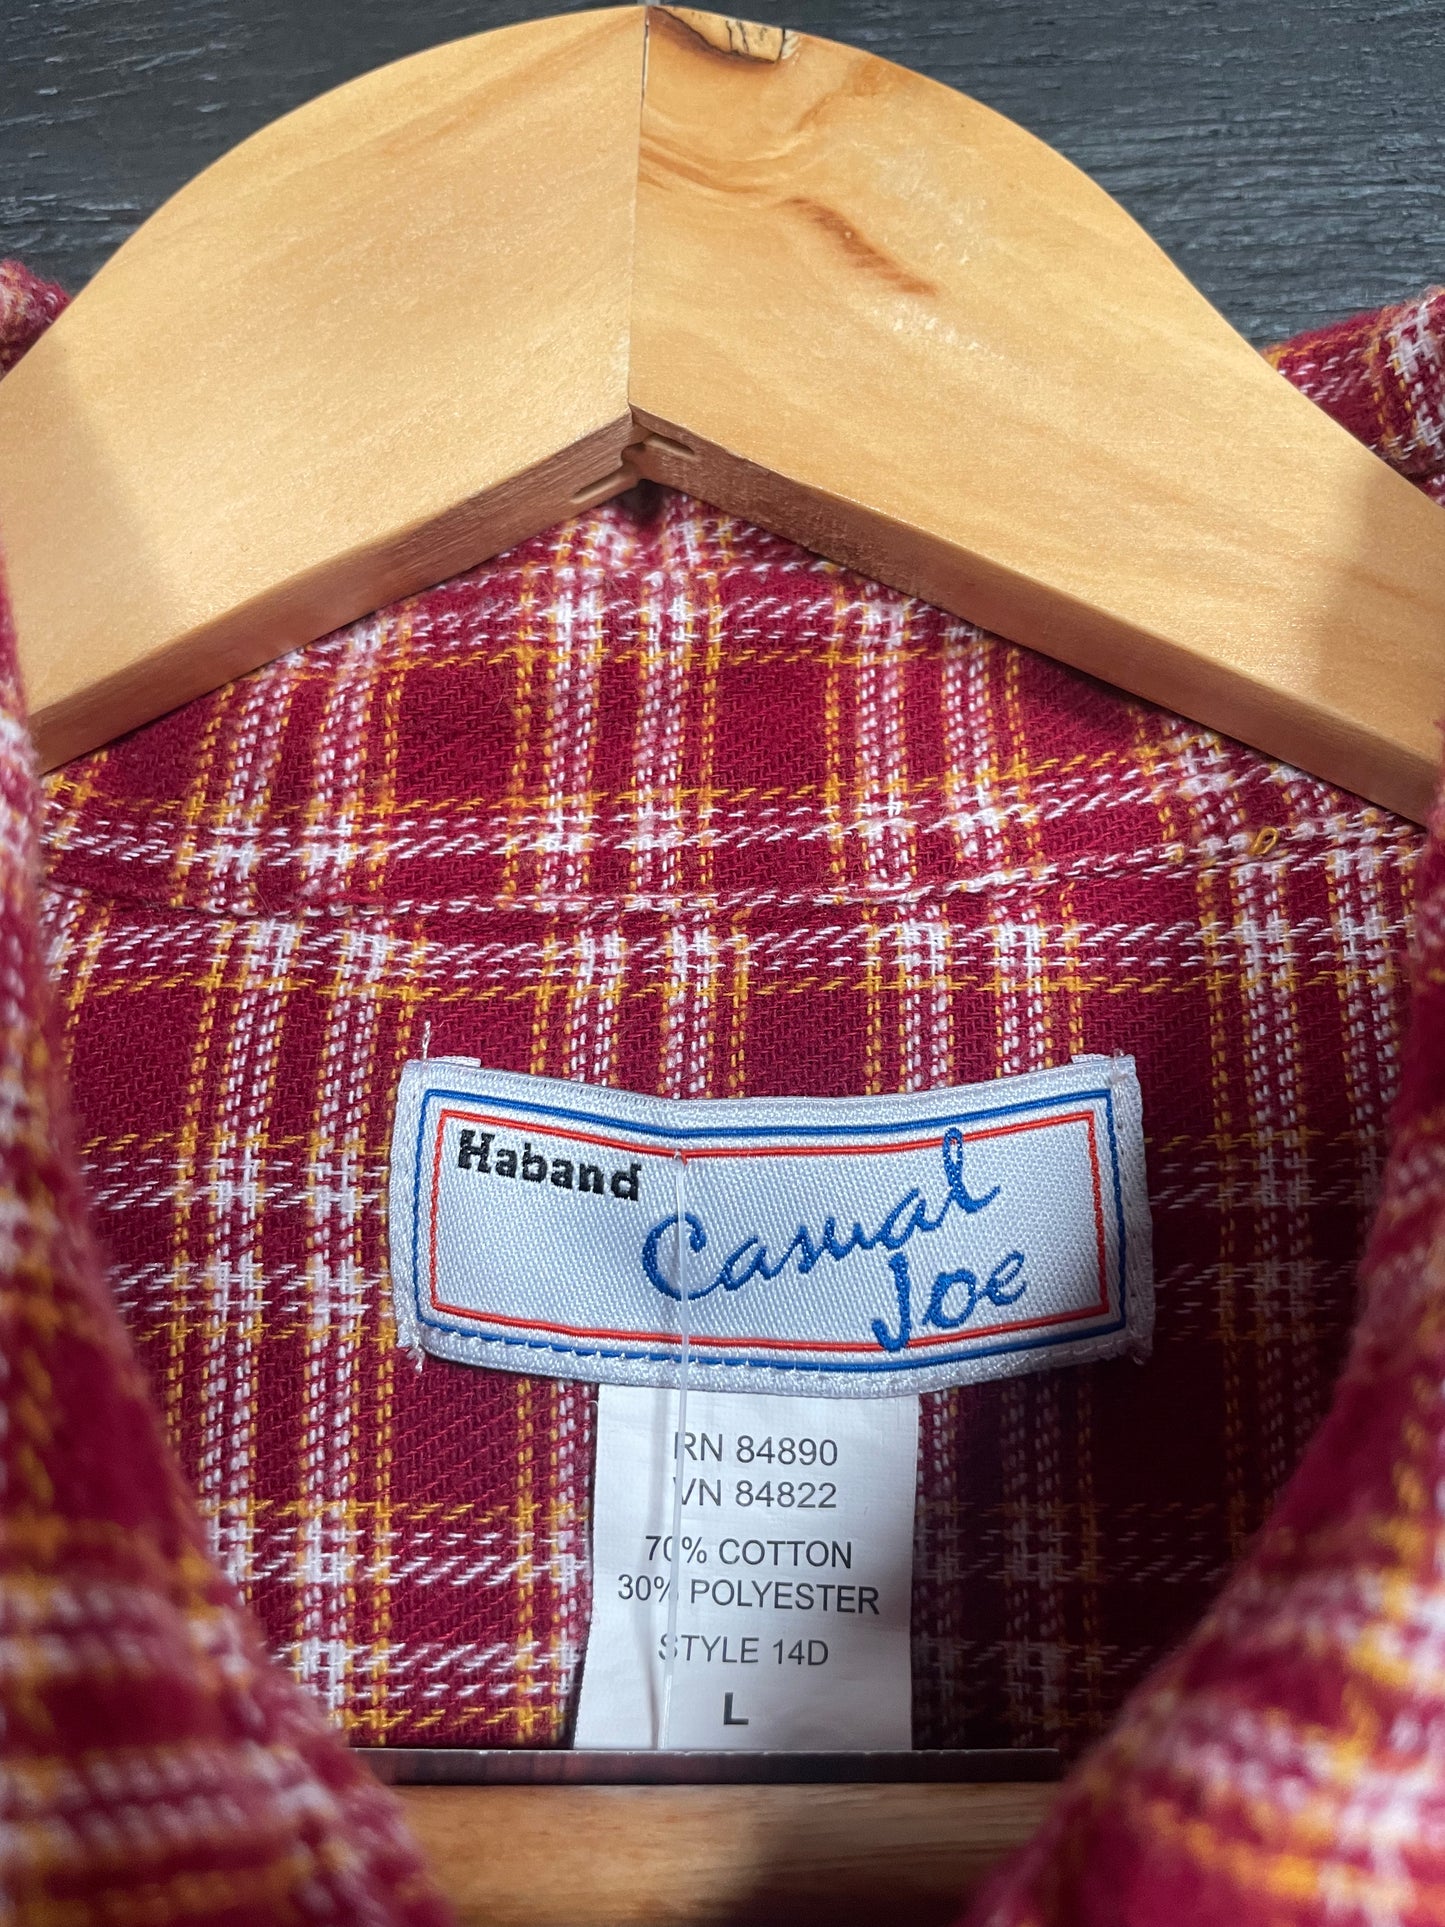 Haband
Casual
Joe
RN 84890
VN 84822
70% COTTON
30% POLYESTER
STYLE 14D
L